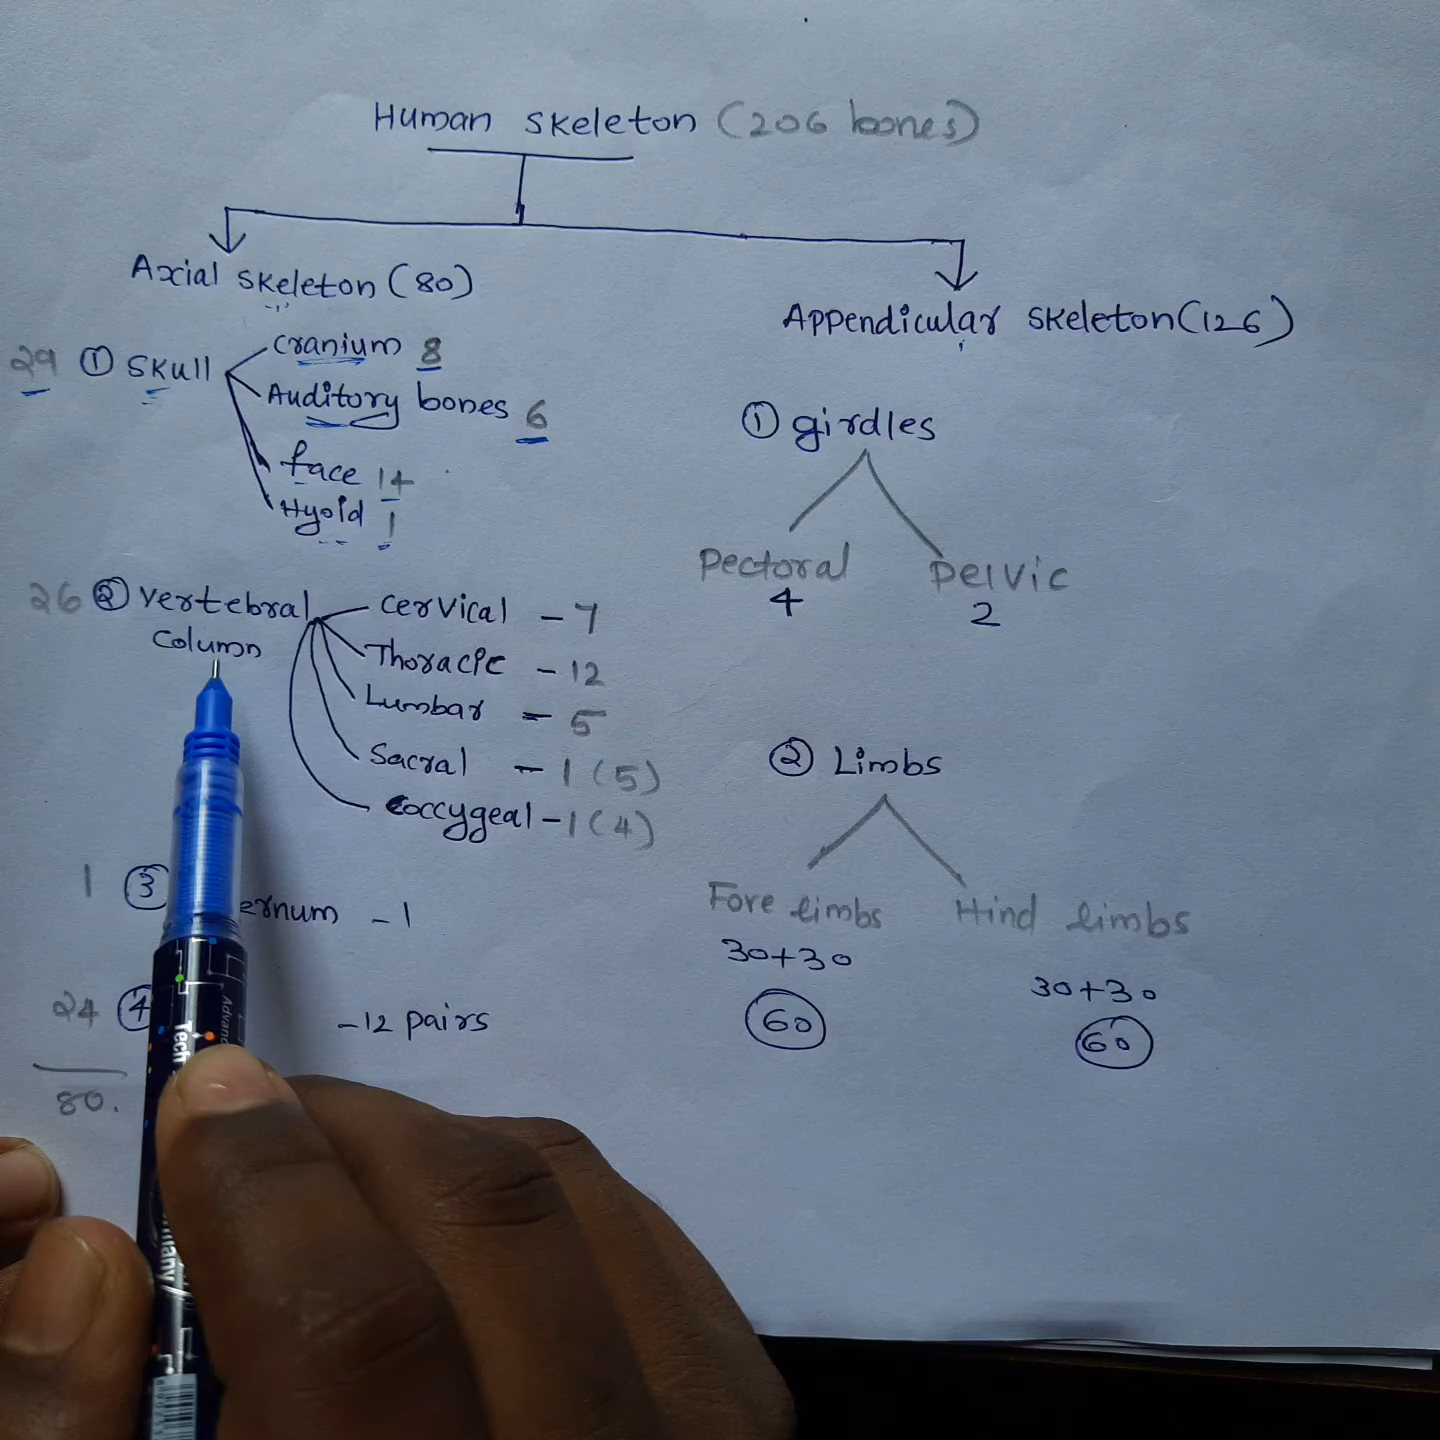 Human skeleton (206 bones)
Axial skeleton (80)
Appendicular skeleton (126)
29 ① Skull
cranium 8
Auditory bones 6
face 14
Hyoid 1
26 ② vertebral column
cervical - 7
Thoracic - 12
Lumbar - 5
Sacral - 1 (5)
coccygeal - 1 (4)
1 ③ ernum - 1
24 ④ - 12 pairs
80.
① girdles
Pectoral
4
Pelvic
2
② Limbs
Fore limbs
30+30
60
Hind limbs
30+30
60